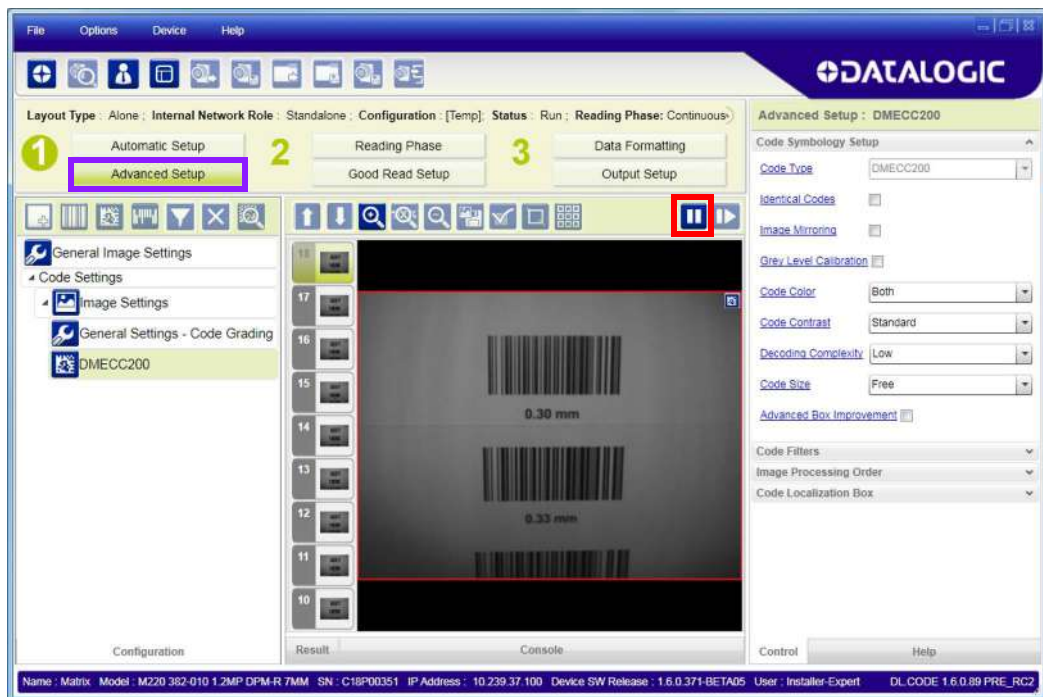 File Options Device Help
DATALOGIC
Layout Type : Alone ; Internal Network Role : Standalone ; Configuration : [Temp]; Status : Run ; Reading Phase: Continuous
1 Automatic Setup 2 Reading Phase 3 Data Formatting
Advanced Setup Good Read Setup Output Setup
General Image Settings
Code Settings
Image Settings
General Settings - Code Grading
DMECC200
Configuration
18
17
16
15
14
13
12
11
10
0.30 mm
0.33 mm
Result Console
Advanced Setup : DMECC200
Code Symbology Setup
Code Type DMECC200
Identical Codes
Image Mirroring
Grey Level Calibration
Code Color Both
Code Contrast Standard
Decoding Complexity Low
Code Size Free
Advanced Box Improvement
Code Filters
Image Processing Order
Code Localization Box
Control Help
Name : Matrix Model : M220 382-010 1.2MP DPM-R 7MM SN : C18P00351 IP Address : 10.239.37.100 Device SW Release : 1.6.0.371-BETA05 User : Installer-Expert DL.CODE 1.6.0.89 PRE_RC2